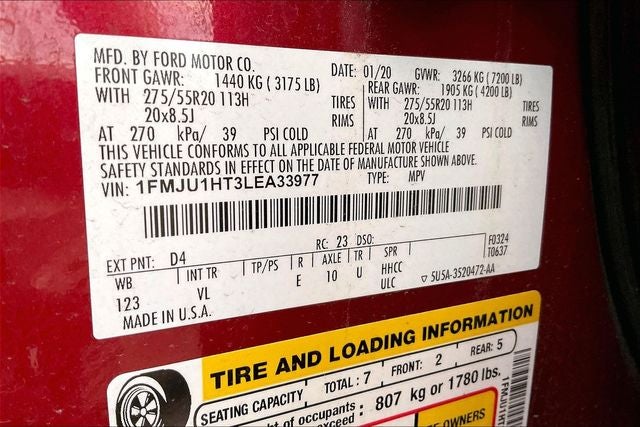 MFD. BY FORD MOTOR CO. DATE: 01/20 GVWR: 3266 KG ( 7200 LB)
FRONT GAWR: 1440 KG ( 3175 LB) REAR GAWR: 1905 KG ( 4200 LB)
WITH 275/55R20 113H TIRES WITH 275/55R20 113H TIRES
20x8.5J RIMS 20x8.5J RIMS
AT 270 kPa/ 39 PSI COLD AT 270 kPa/ 39 PSI COLD
THIS VEHICLE CONFORMS TO ALL APPLICABLE FEDERAL MOTOR VEHICLE
SAFETY STANDARDS IN EFFECT ON THE DATE OF MANUFACTURE SHOWN ABOVE.
VIN: 1FMJU1HT3LEA33977 TYPE: MPV
EXT PNT: D4 RC: 23 DSO: F0324
WB INT TR TP/PS R AXLE TR SPR T0637
123 VL E 10 U HHCC
ULC ▽ 5U5A-3520472-AA
MADE IN U.S.A.
TIRE AND LOADING INFORMATION
SEATING CAPACITY TOTAL: 7 FRONT: 2 REAR: 5
of occupants
exceed : 807 kg or 1780 lbs.
OWNERS
1FMJU1HT